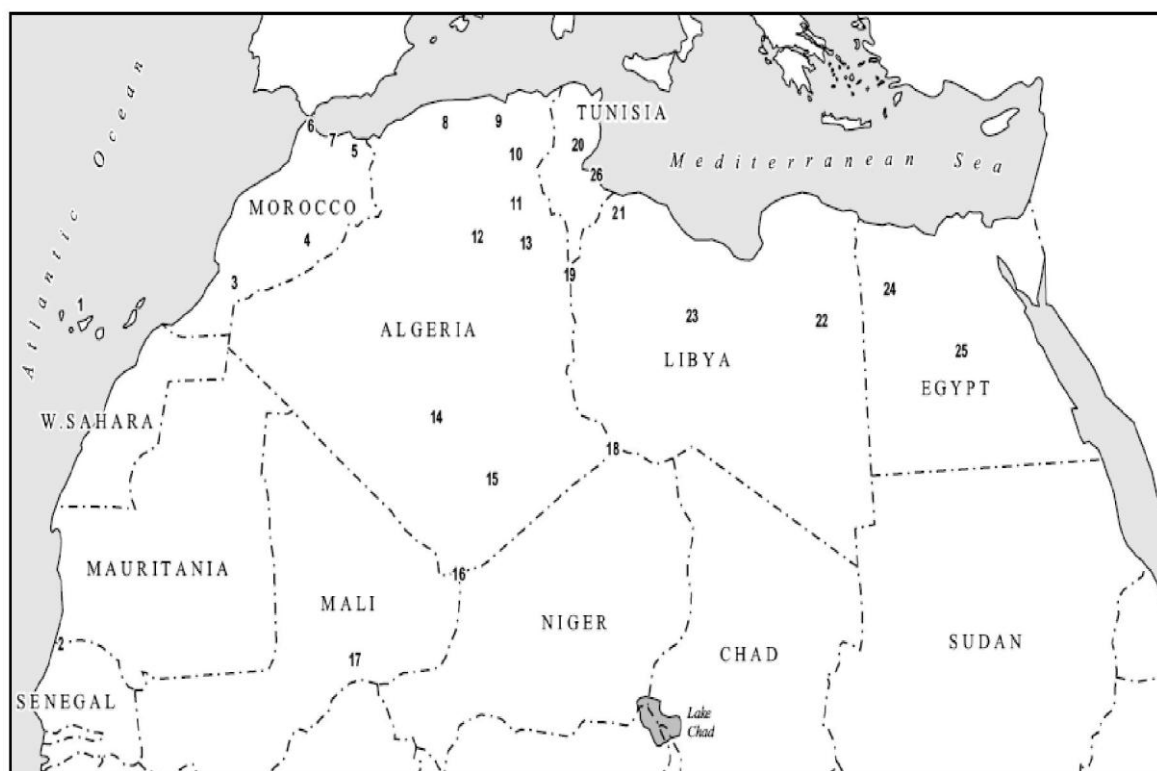 Atlantic Ocean
TUNISIA
Mediterranean Sea
6
7
5
8
9
10
20
26
MOROCCO
4
11
12
13
21
3
19
24
1
23
22
ALGERIA
LIBYA
25
EGYPT
W. SAHARA
14
18
15
MAURITANIA
16
MALI
NIGER
2
17
CHAD
SUDAN
SENEGAL
Lake
Chad